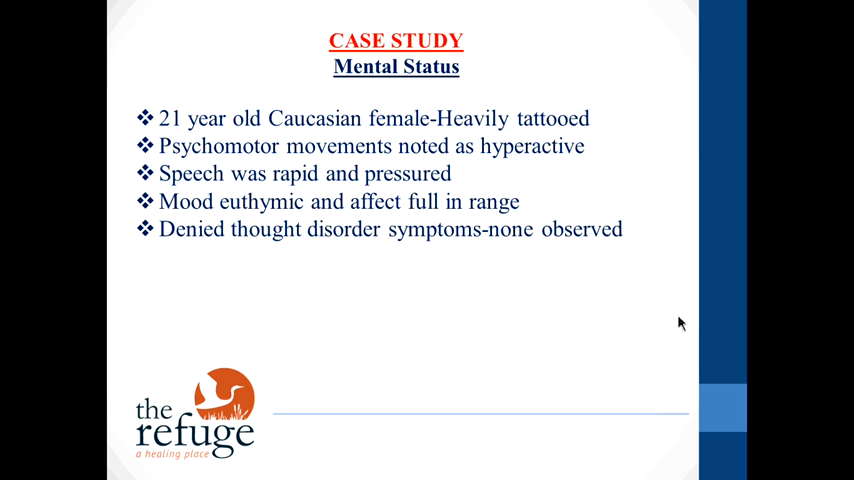 CASE STUDY
Mental Status
21 year old Caucasian female-Heavily tattooed
Psychomotor movements noted as hyperactive
Speech was rapid and pressured
Mood euthymic and affect full in range
Denied thought disorder symptoms-none observed
the
refuge
a healing place